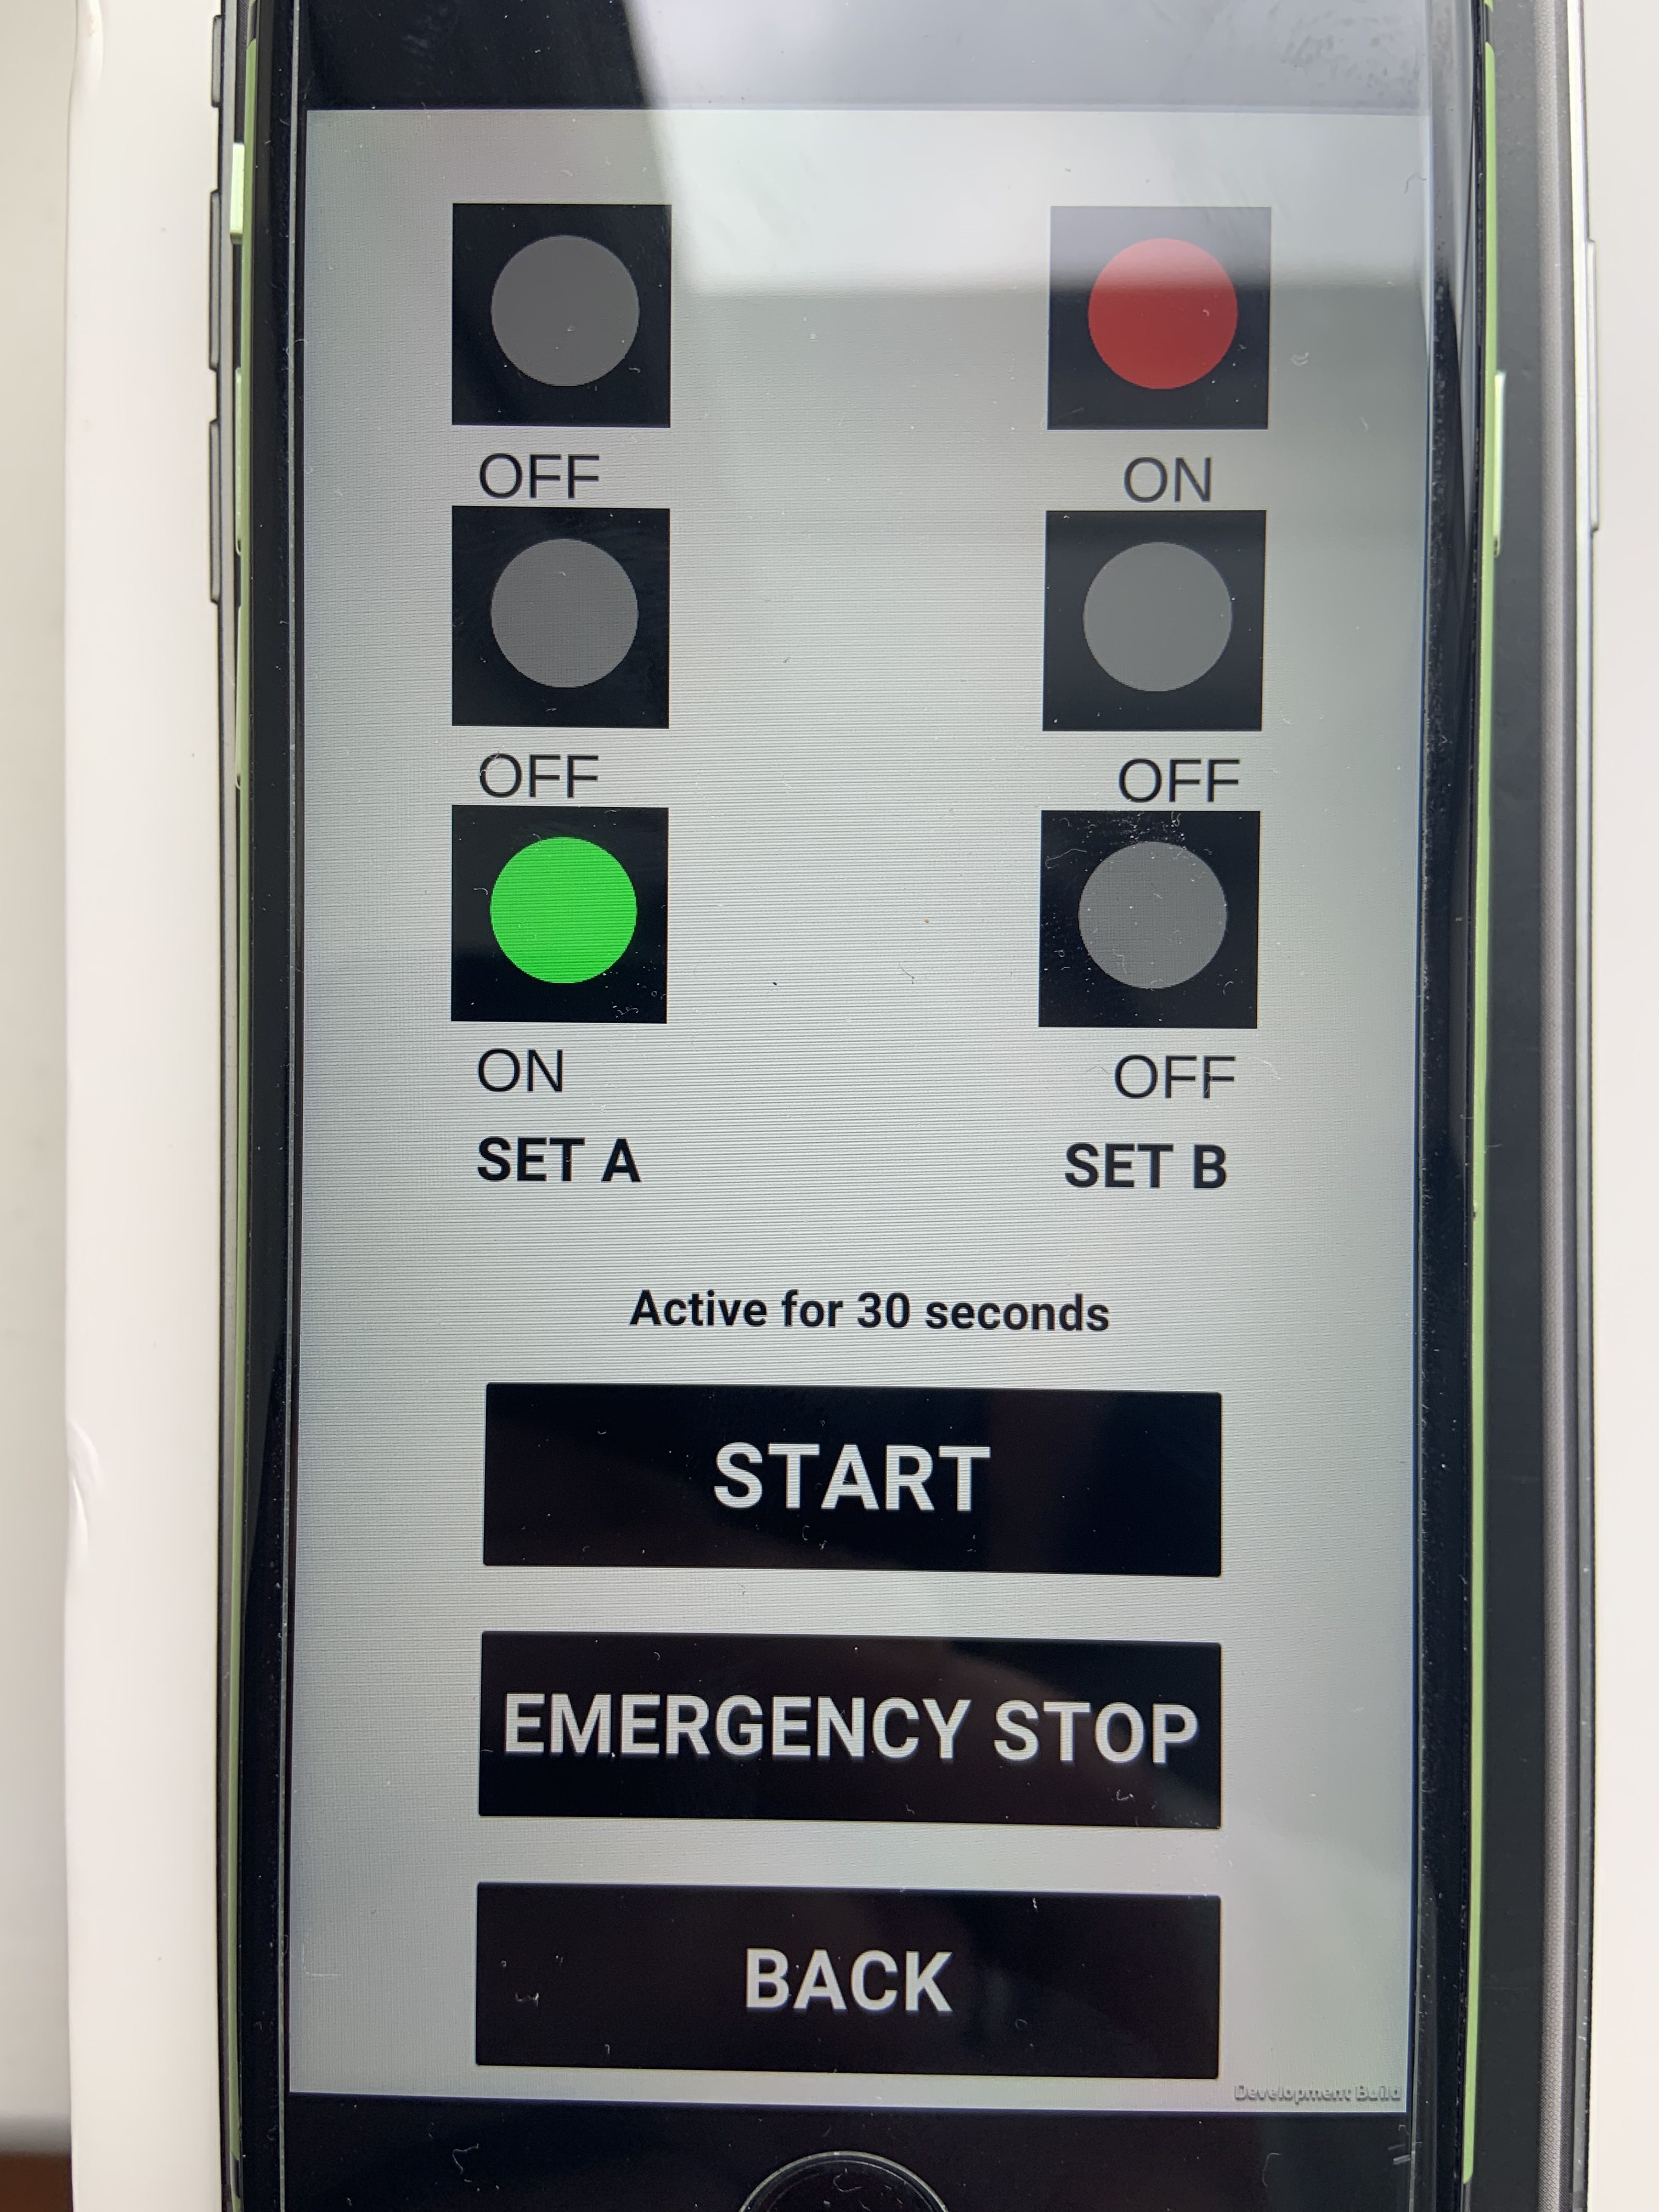 OFF ON
OFF OFF
ON OFF
SET A SET B
Active for 30 seconds
START
EMERGENCY STOP
BACK
Development Build